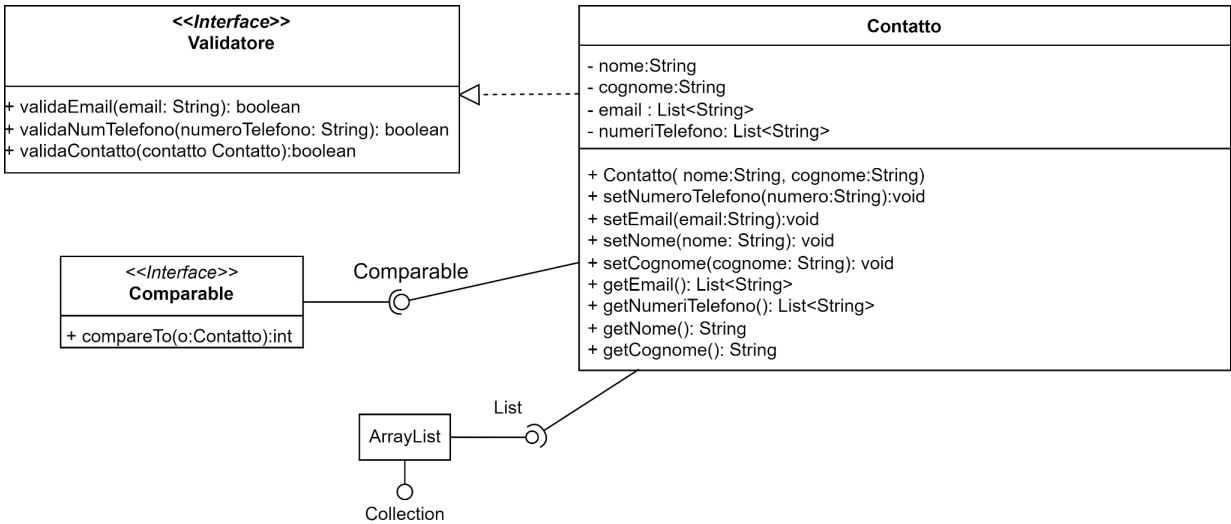 <<Interface>>
Validatore
+ validaEmail(email: String): boolean
+ validaNumTelefono(numeroTelefono: String): boolean
+ validaContatto(contatto Contatto):boolean
Contatto
- nome:String
- cognome:String
- email : List<String>
- numeriTelefono: List<String>
+ Contatto( nome:String, cognome:String)
+ setNumeroTelefono(numero:String):void
+ setEmail(email:String):void
+ setNome(nome: String): void
+ setCognome(cognome: String): void
+ getEmail(): List<String>
+ getNumeriTelefono(): List<String>
+ getNome(): String
+ getCognome(): String
<<Interface>>
Comparable
+ compareTo(o:Contatto):int
Comparable
List
ArrayList
Collection